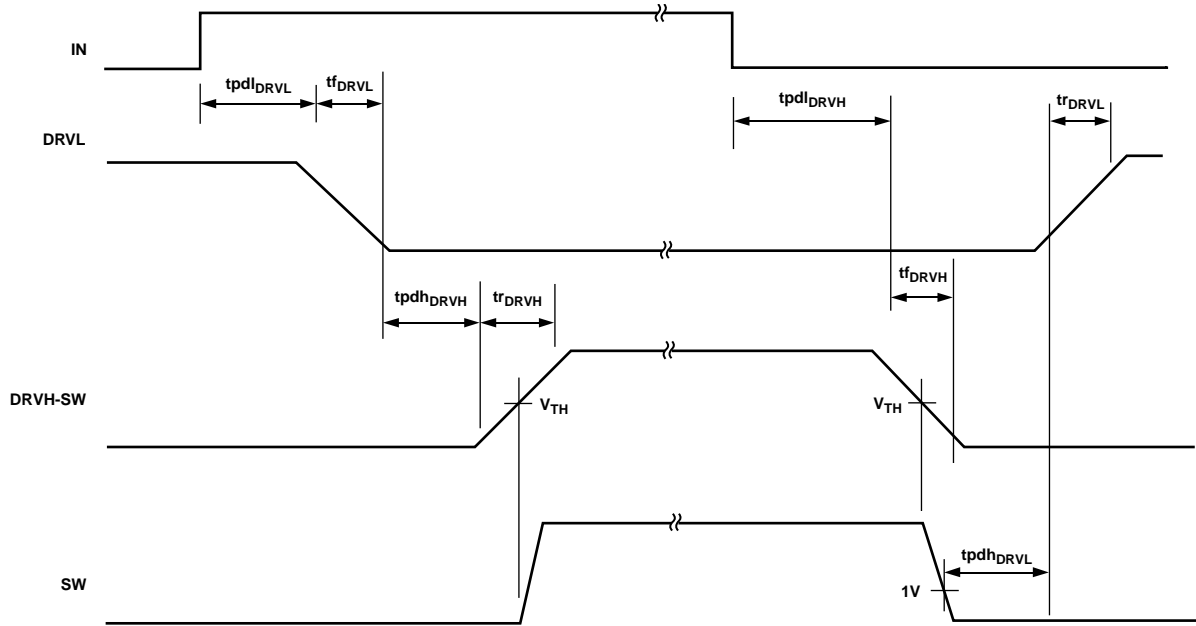 IN
tpdlDRVL
tfDRVL
tpdlDRVH
trDRVL
DRVL
tpdhDRVH
trDRVH
tfDRVH
DRVH-SW
VTH
VTH
SW
1V
tpdhDRVL